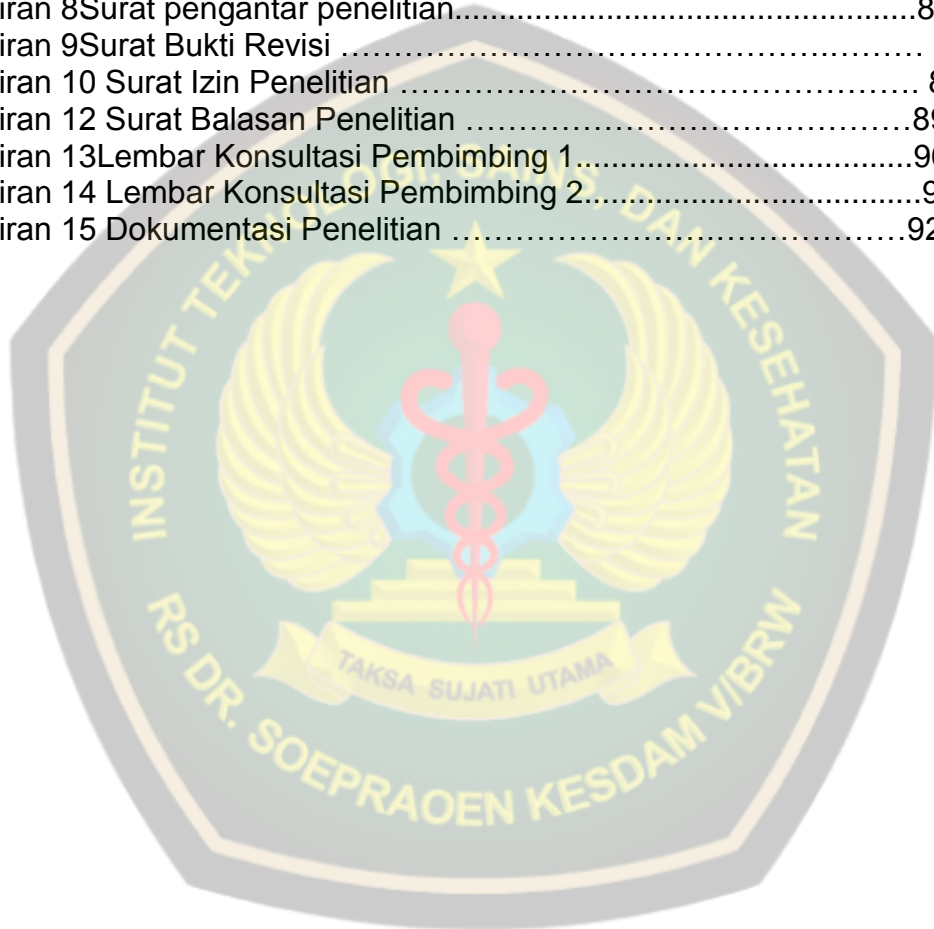 iran 8Surat pengantar penelitian..........................................................8
iran 9Surat Bukti Revisi ………………………………………………………
iran 10 Surat Izin Penelitian ………………………………………………… 8
iran 12 Surat Balasan Penelitian …………………………………………89
iran 13Lembar Konsultasi Pembimbing 1..........................................9
iran 14 Lembar Konsultasi Pembimbing 2..........................................9
iran 15 Dokumentasi Penelitian …………………………………………92
INSTITUT TEKNOLOGI, SAINS, DAN KESEHATAN
TAKSA SUJATI UTAMA
RS DR. SOEPRAOEN KESDAM V/BRW